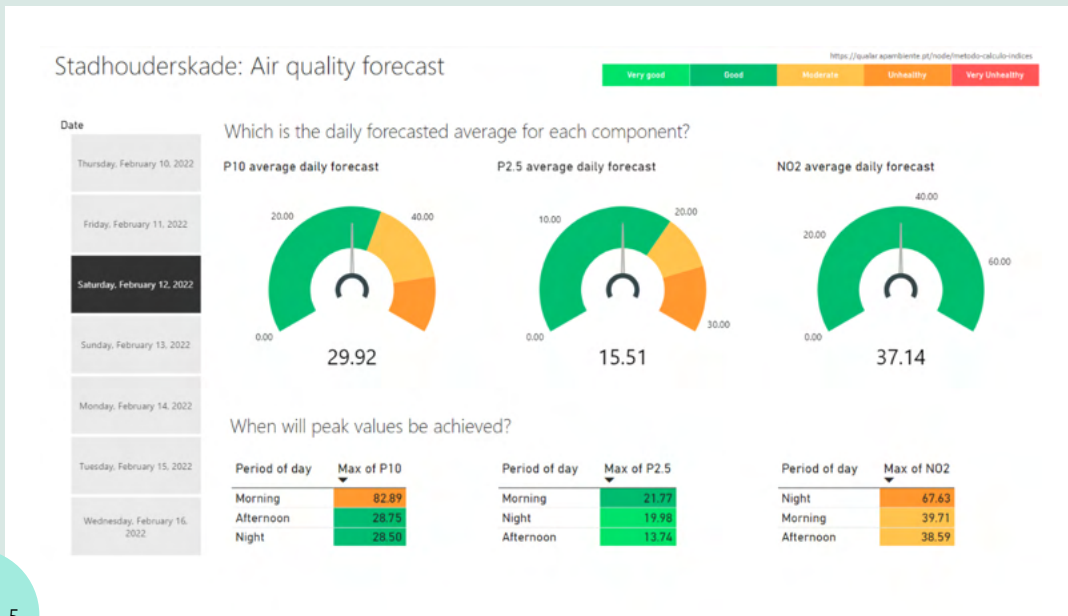 https://qualar.apambiente.pt/node/metodo-calculo-indices
Stadhouderskade: Air quality forecast
Very good Good Moderate Unhealthy Very Unhealthy
Date
Thursday, February 10, 2022
Friday, February 11, 2022
Saturday, February 12, 2022
Sunday, February 13, 2022
Monday, February 14, 2022
Tuesday, February 15, 2022
Wednesday, February 16,
2022
Which is the daily forecasted average for each component?
P10 average daily forecast
20.00 40.00
0.00
29.92
P2.5 average daily forecast
10.00 20.00
0.00 30.00
15.51
NO2 average daily forecast
40.00
20.00
60.00
0.00
37.14
When will peak values be achieved?
Period of day Max of P10
Morning 82.89
Afternoon 28.75
Night 28.50
Period of day Max of P2.5
Morning 21.77
Night 19.98
Afternoon 13.74
Period of day Max of NO2
Night 67.63
Morning 39.71
Afternoon 38.59